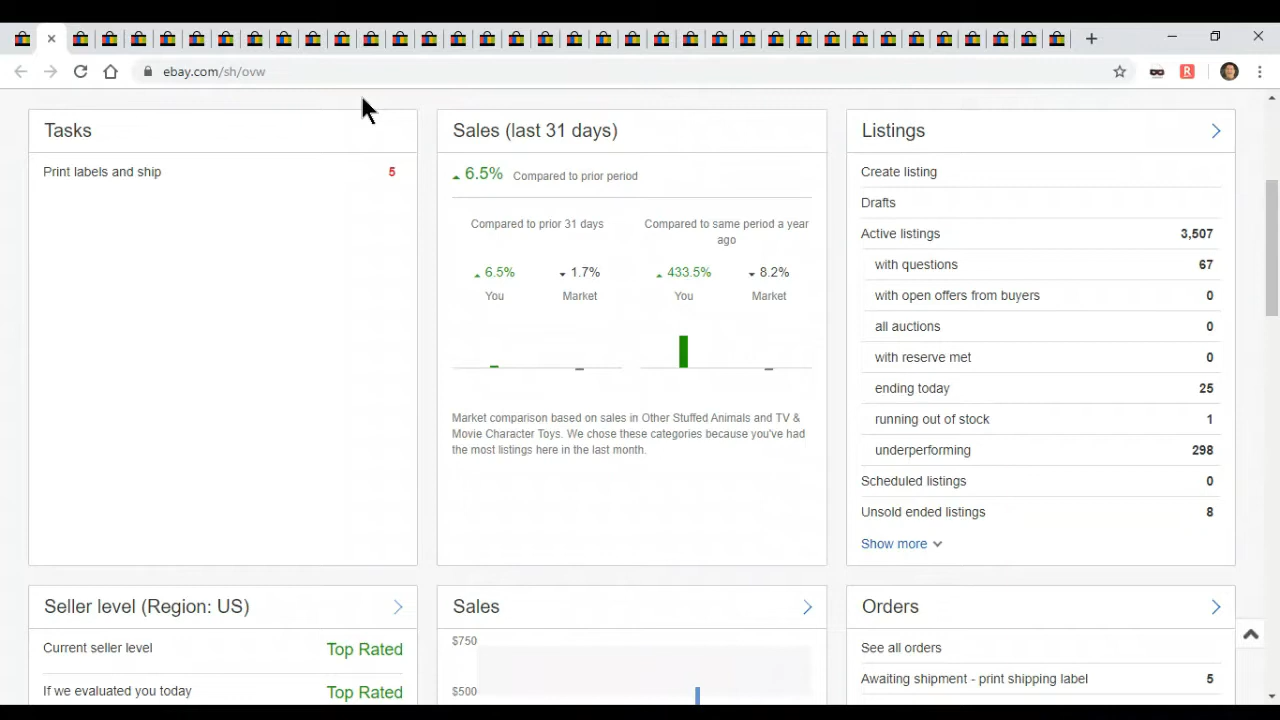 ebay.com/sh/ovw
Tasks
Print labels and ship 5
Sales (last 31 days)
6.5% Compared to prior period
Compared to prior 31 days
Compared to same period a year
ago
6.5% 1.7% 433.5% 8.2%
You Market You Market
Market comparison based on sales in Other Stuffed Animals and TV &
Movie Character Toys. We chose these categories because you've had
the most listings here in the last month.
Listings
Create listing
Drafts
Active listings 3,507
with questions 67
with open offers from buyers 0
all auctions 0
with reserve met 0
ending today 25
running out of stock 1
underperforming 298
Scheduled listings 0
Unsold ended listings 8
Show more
Seller level (Region: US)
Current seller level Top Rated
If we evaluated you today Top Rated
Sales
$750
$500
Orders
See all orders
Awaiting shipment - print shipping label 5
R